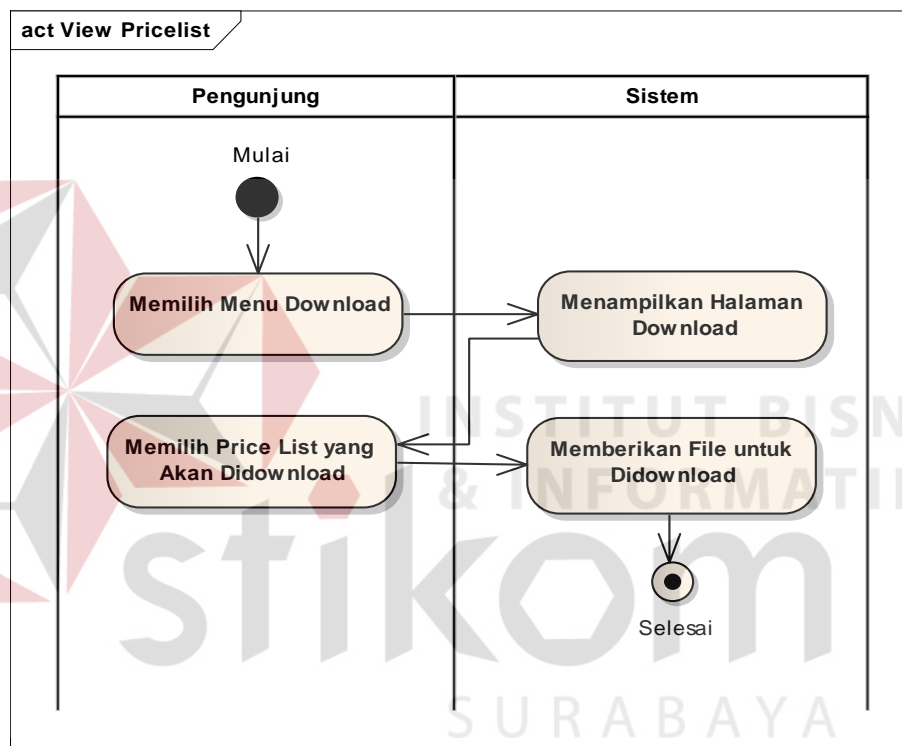 act View Pricelist
Pengunjung
Sistem
Mulai
Memilih Menu Download
Menampilkan Halaman
Download
Memilih Price List yang
Akan Didownload
Memberikan File untuk
Didownload
Selesai
INSTITUT BISN
& INFORMATIK
stikom
SURABAYA